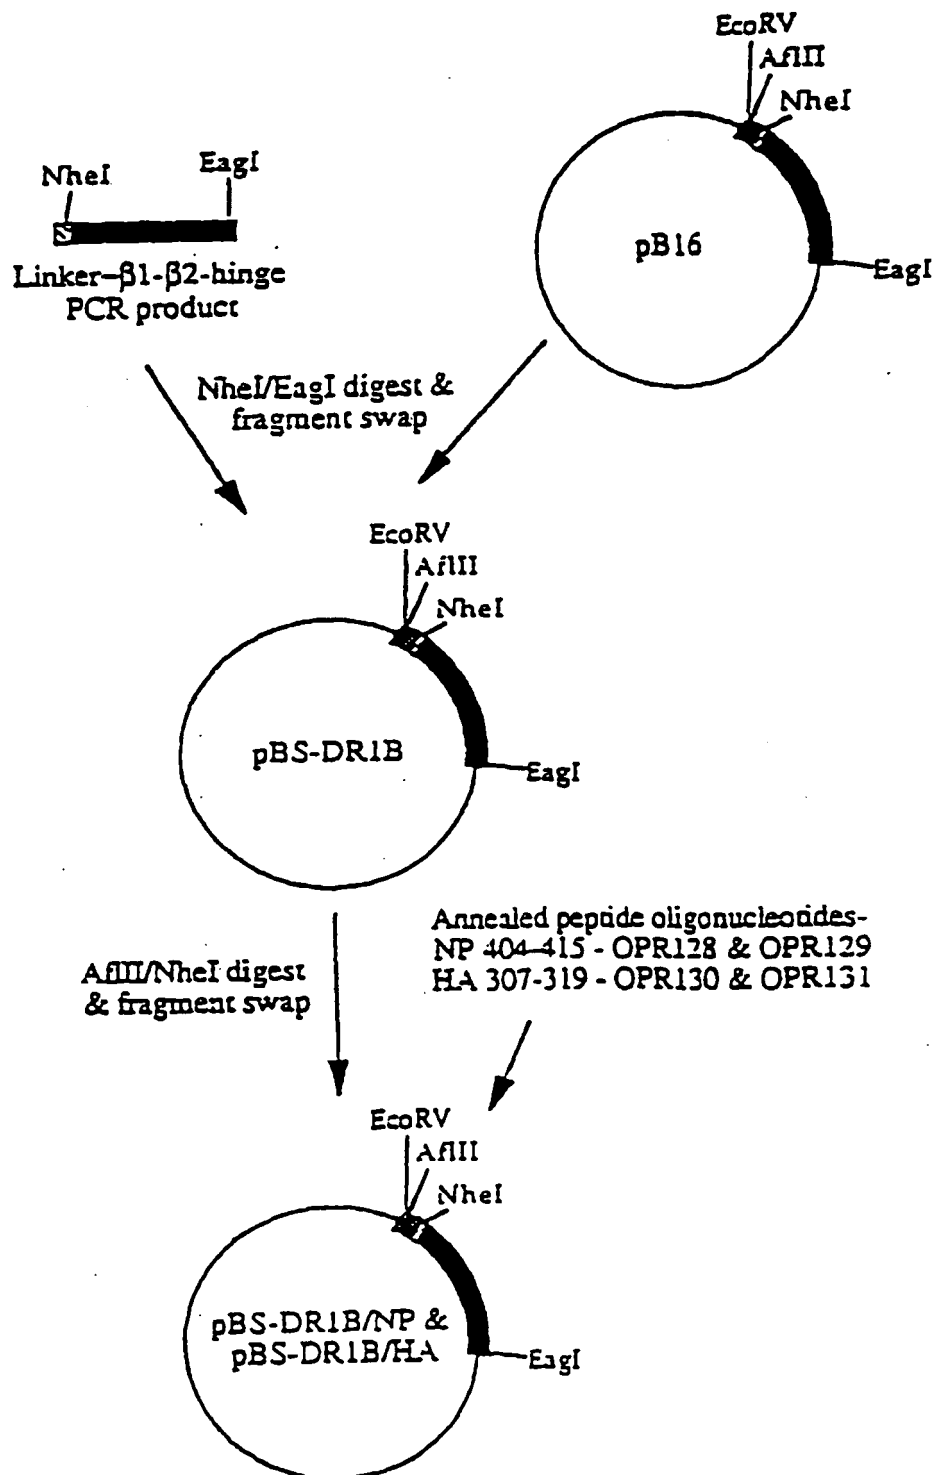 EcoRV
AflII
NheI
pB16
EagI
NheI
EagI
Linker-β1-β2-hinge
PCR product
NheI/EagI digest &
fragment swap
EcoRV
AflII
NheI
pBS-DR1B
EagI
AflII/NheI digest
& fragment swap
Annealed peptide oligonucleotides-
NP 404-415 - OPR128 & OPR129
HA 307-319 - OPR130 & OPR131
EcoRV
AflII
NheI
pBS-DR1B/NP &
pBS-DR1B/HA
EagI